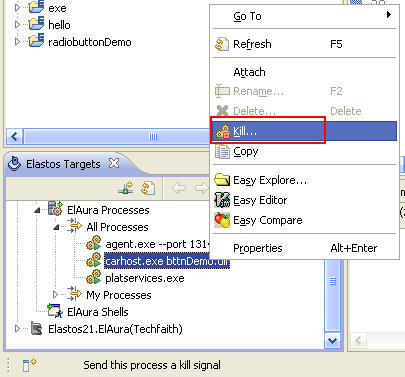 exe
hello
radiobuttonDemo
Go To
Refresh F5
Attach
Rename... F2
Delete... Delete
Kill...
Copy
Easy Explore...
Easy Editor
Easy Compare
Properties Alt+Enter
Elastos Targets
ElAura Processes
All Processes
agent.exe --port 1314
carhost.exe bttnDemo.dll
platservices.exe
My Processes
ElAura Shells
Elastos21.ElAura(Techfaith)
Send this process a kill signal